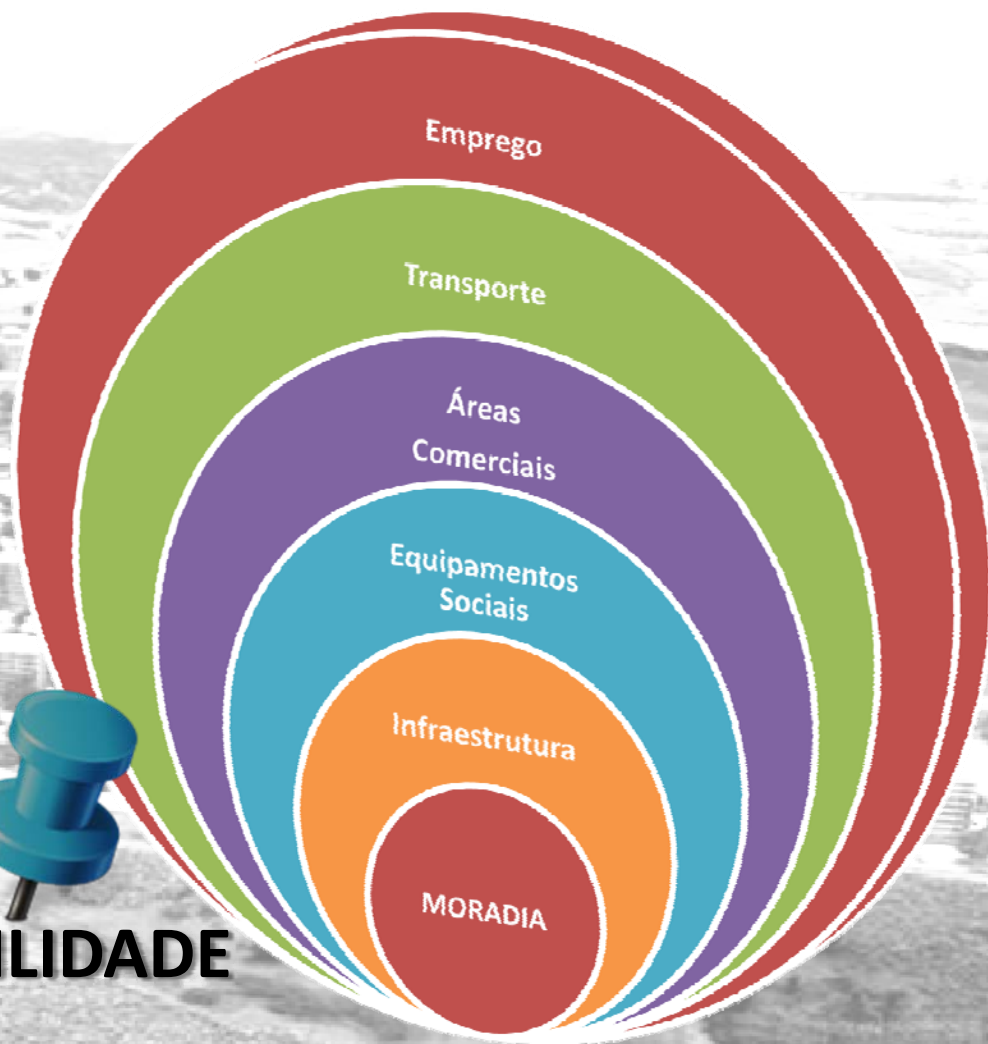 Emprego
Transporte
Áreas
Comerciais
Equipamentos
Sociais
Infraestrutura
MORADIA
ILIDADE